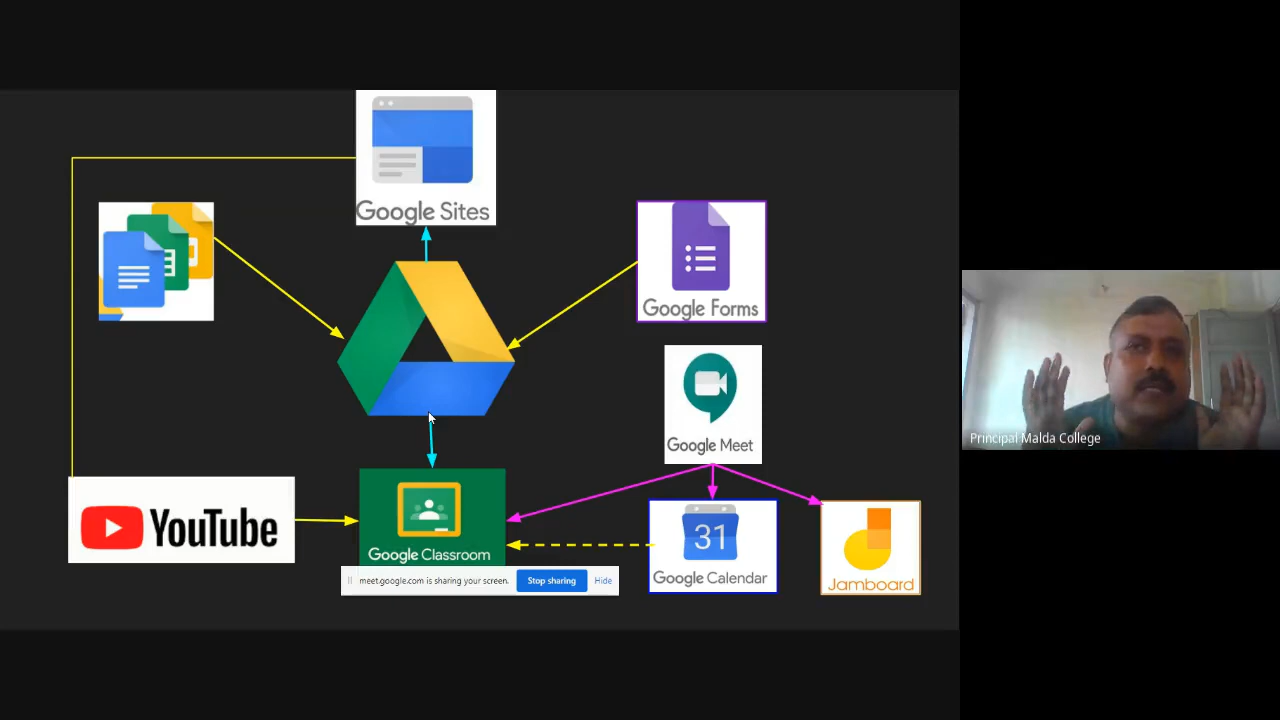 Google Sites
Google Forms
Google Meet
Principal Malda College
YouTube
Google Classroom
31
Google Calendar
Jamboard
meet.google.com is sharing your screen.
Stop sharing
Hide